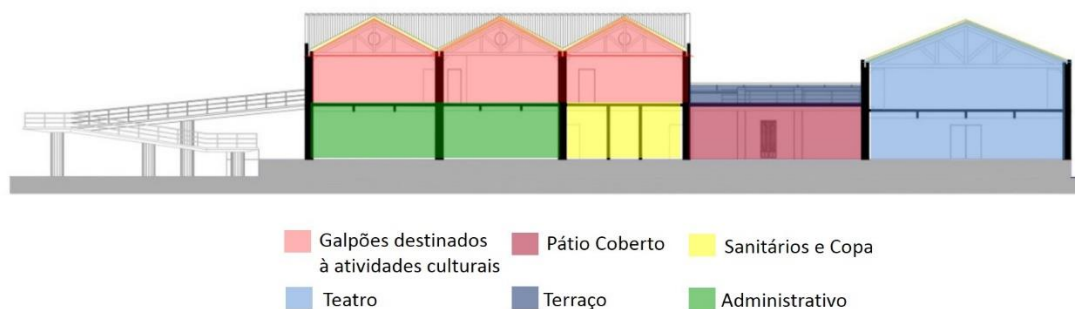 Galpões destinados
à atividades culturais
Pátio Coberto
Sanitários e Copa
Teatro
Terraço
Administrativo